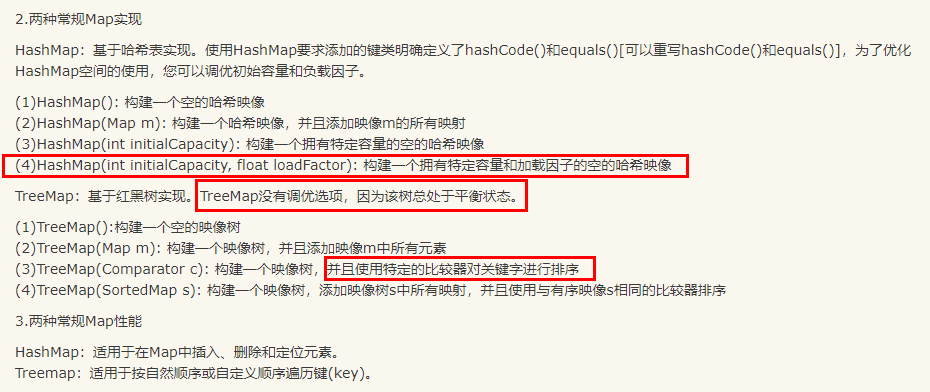 2.两种常规Map实现
HashMap：基于哈希表实现。使用HashMap要求添加的键类明确定义了hashCode()和equals()[可以重写hashCode()和equals()]，为了优化
HashMap空间的使用，您可以调优初始容量和负载因子。
(1)HashMap(): 构建一个空的哈希映像
(2)HashMap(Map m): 构建一个哈希映像，并且添加映像m的所有映射
(3)HashMap(int initialCapacity): 构建一个拥有特定容量的空的哈希映像
(4)HashMap(int initialCapacity, float loadFactor): 构建一个拥有特定容量和加载因子的空的哈希映像
TreeMap：基于红黑树实现。TreeMap没有调优选项，因为该树总处于平衡状态。
(1)TreeMap():构建一个空的映像树
(2)TreeMap(Map m): 构建一个映像树，并且添加映像m中所有元素
(3)TreeMap(Comparator c): 构建一个映像树，并且使用特定的比较器对关键字进行排序
(4)TreeMap(SortedMap s): 构建一个映像树，添加映像树s中所有映射，并且使用与有序映像s相同的比较器排序
3.两种常规Map性能
HashMap：适用于在Map中插入、删除和定位元素。
Treemap：适用于按自然顺序或自定义顺序遍历键(key)。